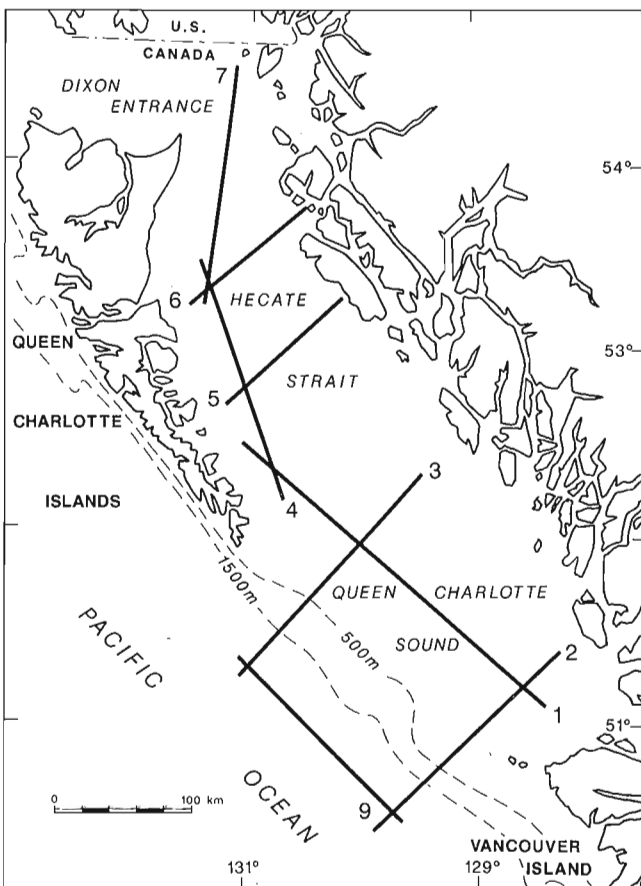 U.S.
CANADA
7
DIXON
ENTRANCE
54°
6
HECATE
53°
QUEEN
5
STRAIT
CHARLOTTE
3
ISLANDS
4
1500m
QUEEN CHARLOTTE
500m
SOUND
2
PACIFIC
1
51°
OCEAN
0 100 km
9
VANCOUVER
ISLAND
131° 129°